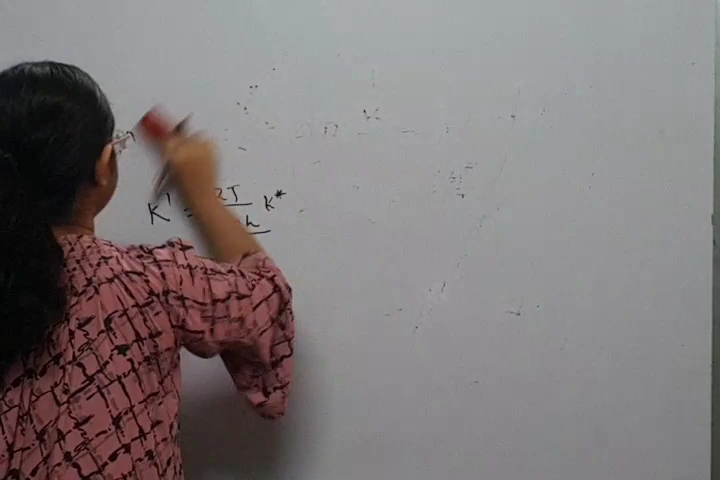 K' = RT K*
h